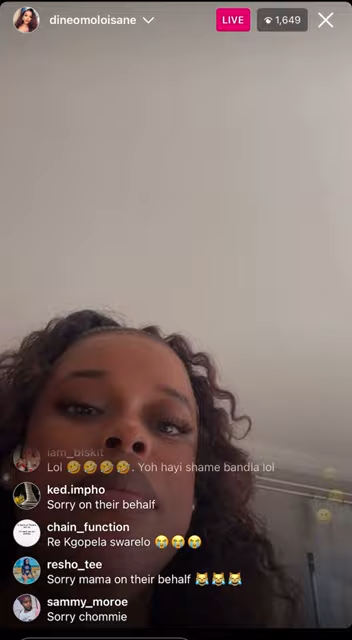 dineomoloisane
LIVE
1,649
iam_biskit
Lol 🤣🤣🤣🤣. Yoh hayi shame bandla lol
ked.impho
Sorry on their behalf
chain_function
Re Kgopela swarelo 😭😭😭
resho_tee
Sorry mama on their behalf 😹😹😹
sammy_moroe
Sorry chommie